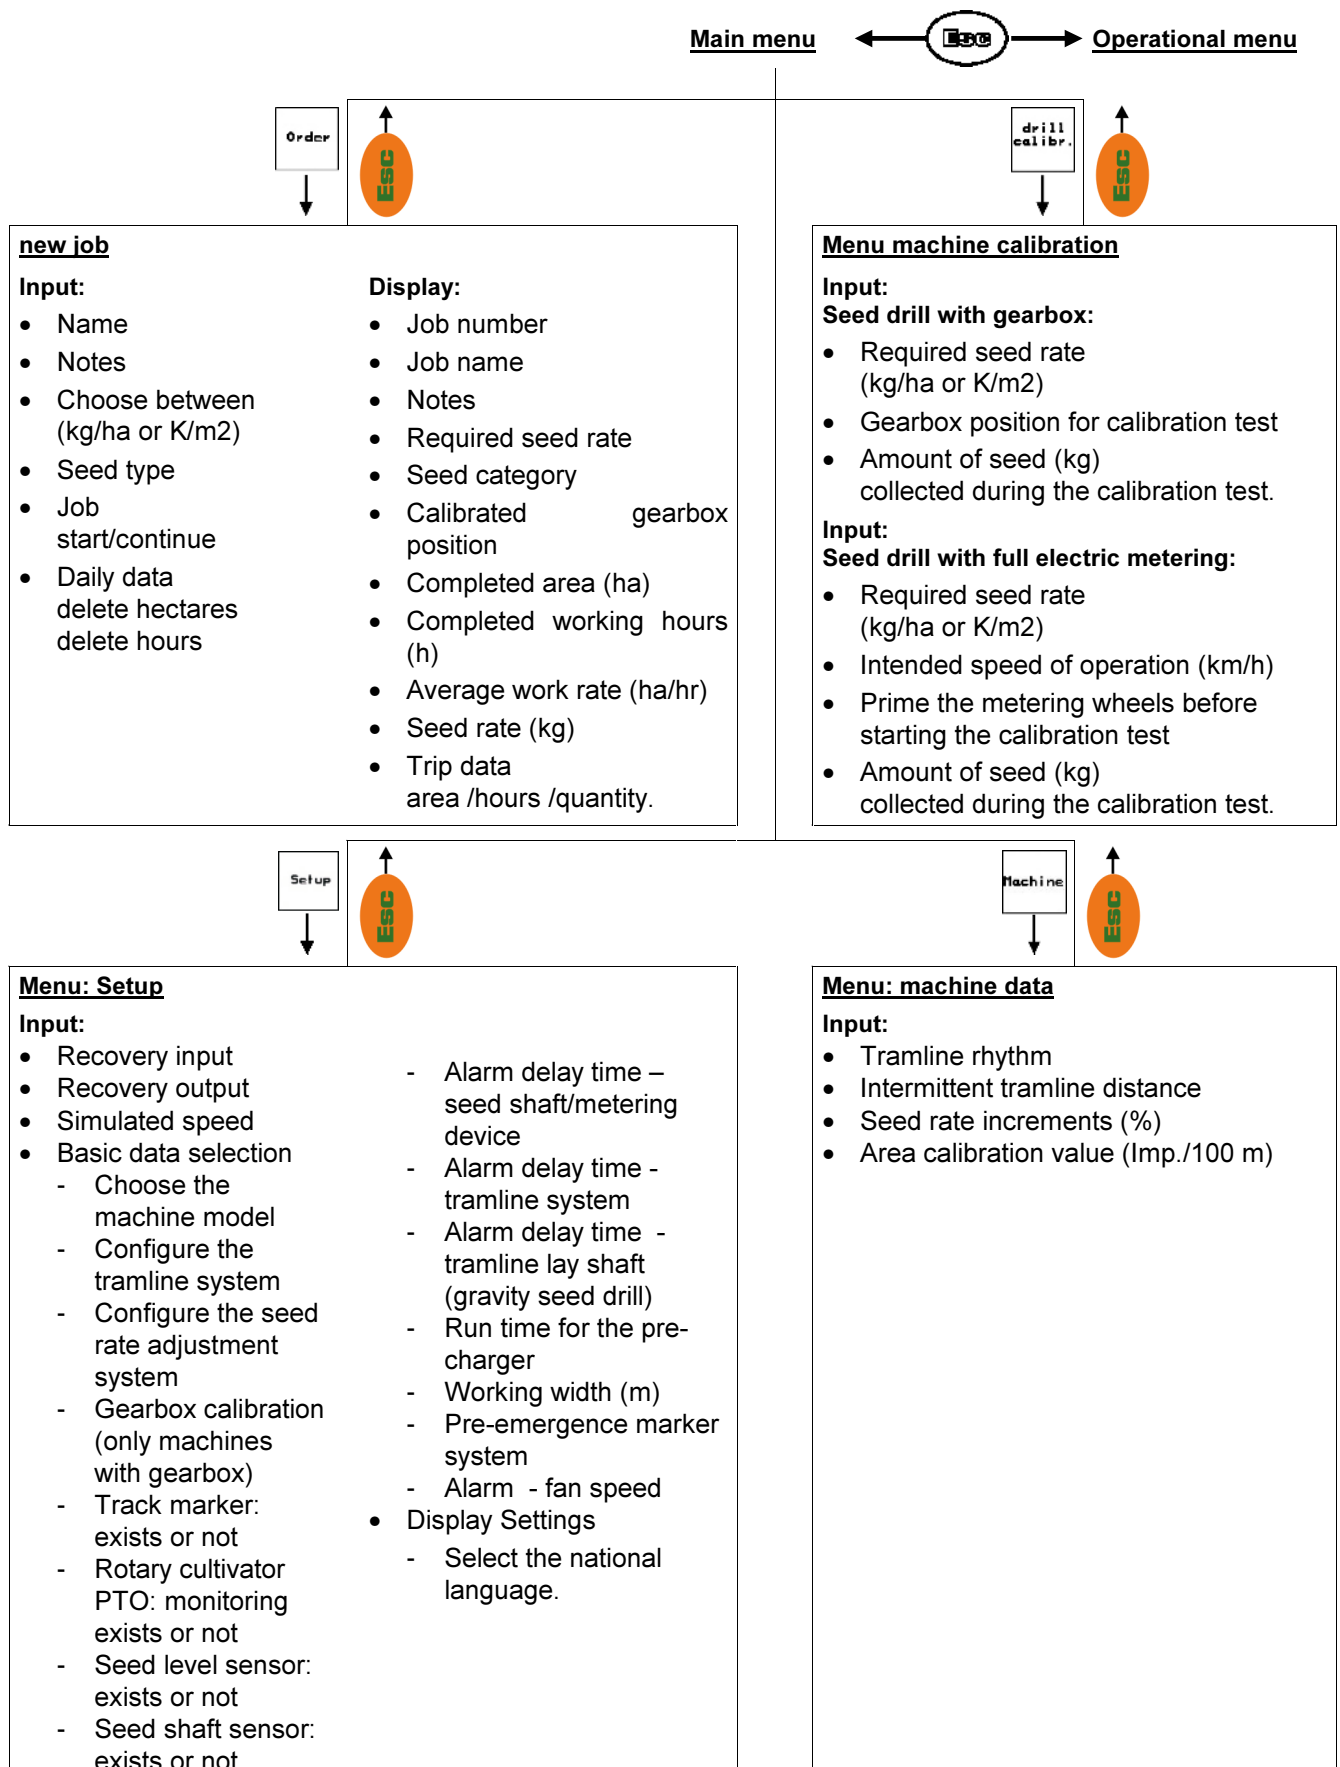 Main menu
Esc
Operational menu
Order
Esc
drill
calibr.
Esc
new job
Input:
• Name
• Notes
• Choose between
(kg/ha or K/m2)
• Seed type
• Job
start/continue
• Daily data
delete hectares
delete hours
Display:
• Job number
• Job name
• Notes
• Required seed rate
• Seed category
• Calibrated gearbox
position
• Completed area (ha)
• Completed working hours
(h)
• Average work rate (ha/hr)
• Seed rate (kg)
• Trip data
area /hours /quantity.
Menu machine calibration
Input:
Seed drill with gearbox:
• Required seed rate
(kg/ha or K/m2)
• Gearbox position for calibration test
• Amount of seed (kg)
collected during the calibration test.
Input:
Seed drill with full electric metering:
• Required seed rate
(kg/ha or K/m2)
• Intended speed of operation (km/h)
• Prime the metering wheels before
starting the calibration test
• Amount of seed (kg)
collected during the calibration test.
Setup
Esc
Machine
Esc
Menu: Setup
Input:
• Recovery input
• Recovery output
• Simulated speed
• Basic data selection
- Choose the
machine model
- Configure the
tramline system
- Configure the seed
rate adjustment
system
- Gearbox calibration
(only machines
with gearbox)
- Track marker:
exists or not
- Rotary cultivator
PTO: monitoring
exists or not
- Seed level sensor:
exists or not
- Seed shaft sensor:
exists or not
- Alarm delay time –
seed shaft/metering
device
- Alarm delay time -
tramline system
- Alarm delay time -
tramline lay shaft
(gravity seed drill)
- Run time for the pre-
charger
- Working width (m)
- Pre-emergence marker
system
- Alarm - fan speed
• Display Settings
- Select the national
language.
Menu: machine data
Input:
• Tramline rhythm
• Intermittent tramline distance
• Seed rate increments (%)
• Area calibration value (Imp./100 m)